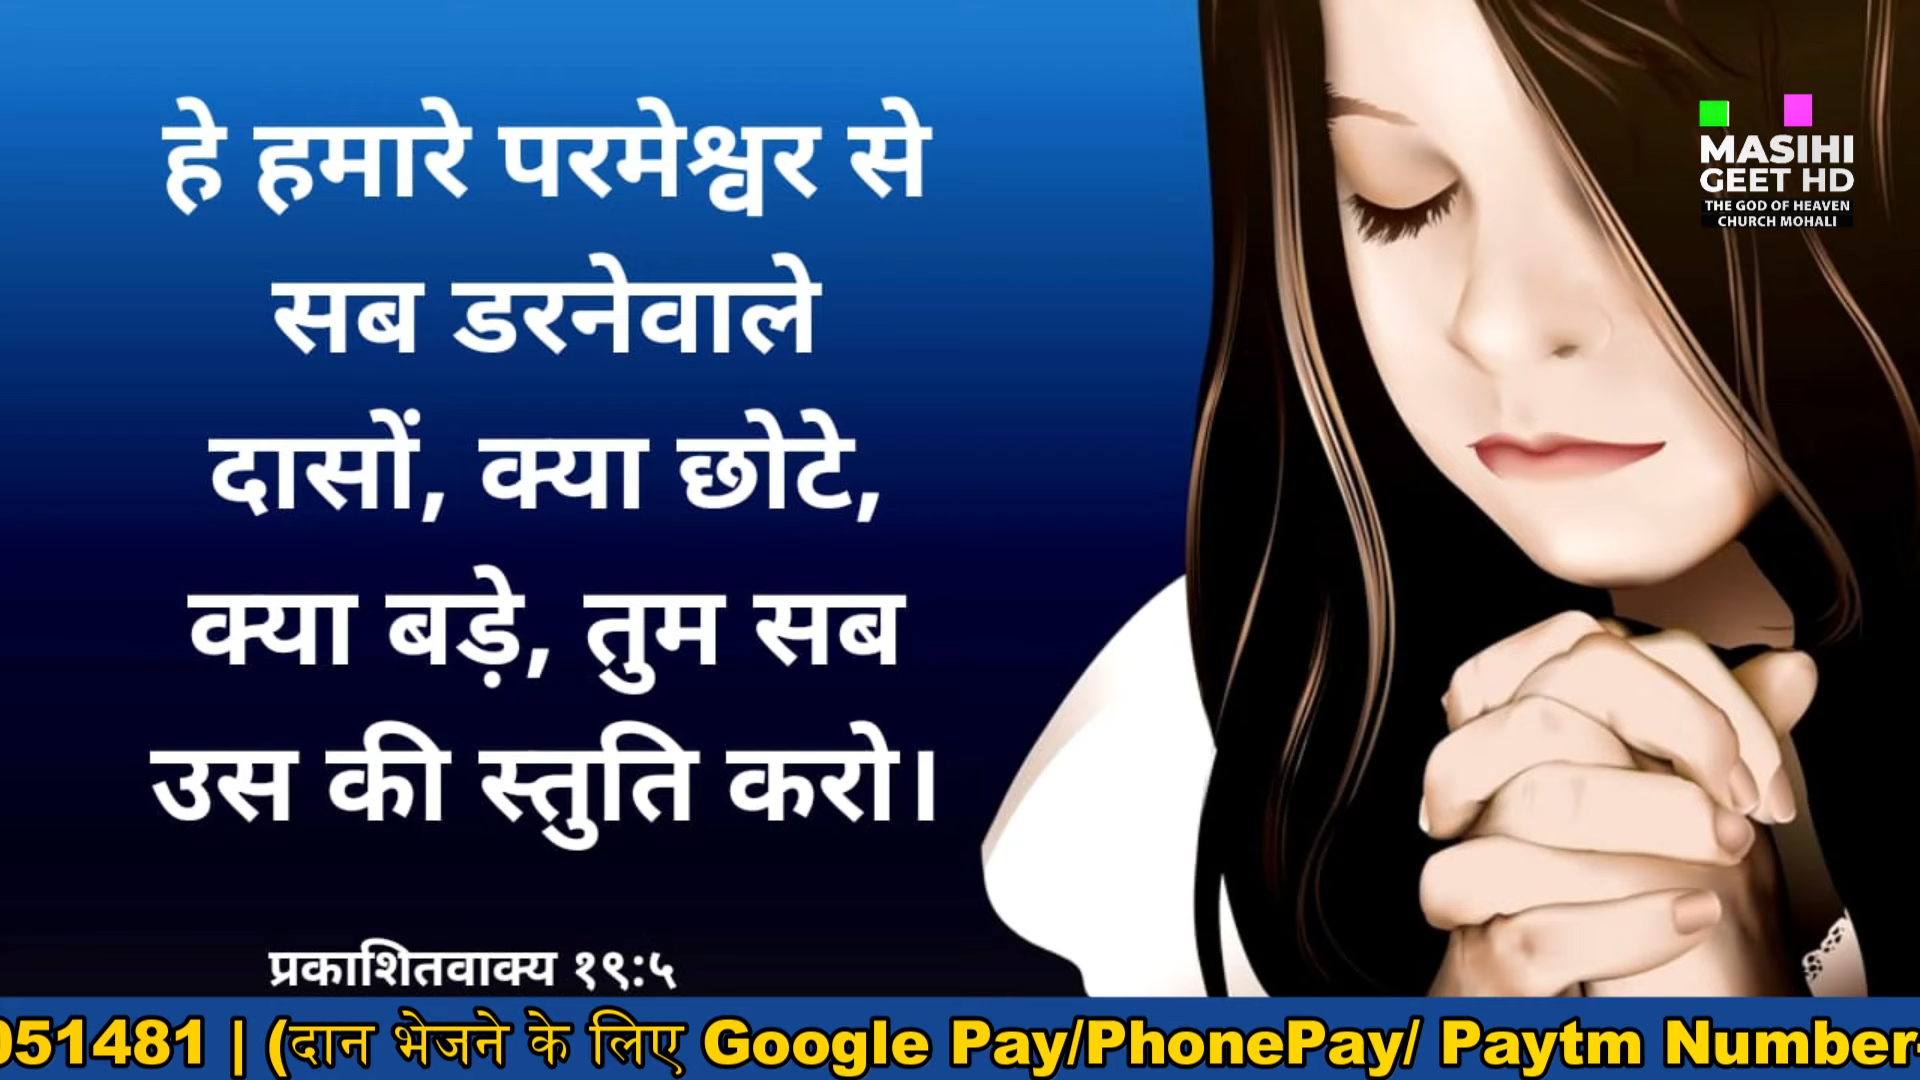 हे हमारे परमेश्वर से
सब डरनेवाले
दासों, क्या छोटे,
क्या बड़े, तुम सब
उस की स्तुति करो।
प्रकाशितवाक्य १९:५
MASIHI
GEET HD
THE GOD OF HEAVEN
CHURCH MOHALI
051481 | (दान भेजने के लिए Google Pay/PhonePay/ Paytm Number-